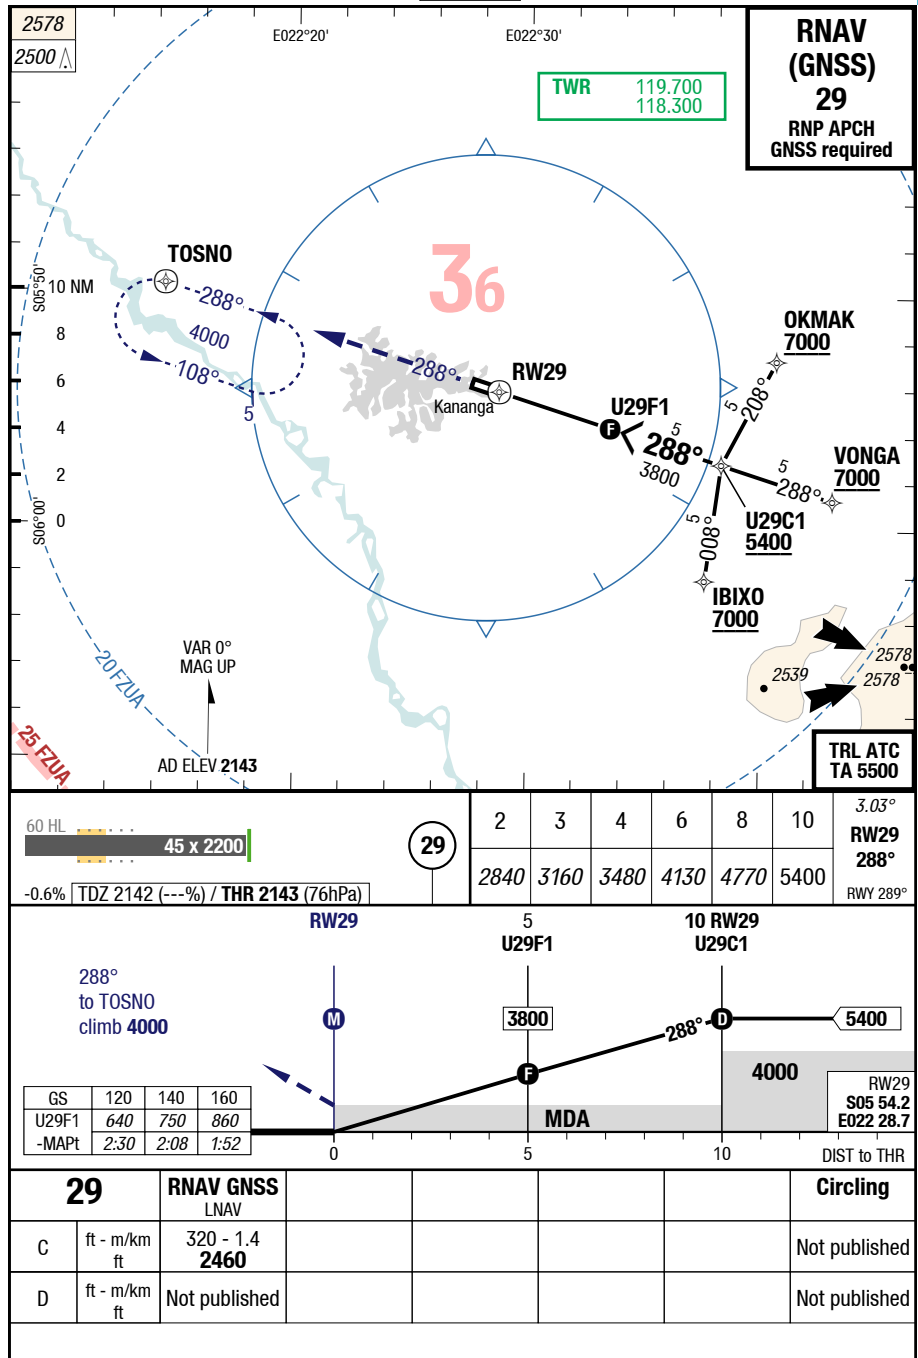 2578
2500
E022°20'
E022°30'
RNAV
(GNSS)
29
RNP APCH
GNSS required
TWR 119.700
118.300
36
TOSNO
S05°50'
10 NM
8
6
4
2
0
S06°00'
288°
4000
108°
5
288°
RW29
Kananga
U29F1
5
288°
3800
OKMAK
7000
5
208°
VONGA
7000
5
288°
U29C1
5400
5
008°
IBIXO
7000
2539
2578
2578
20 FZUA
25 FZUA
VAR 0°
MAG UP
AD ELEV 2143
TRL ATC
TA 5500
60 HL
45 x 2200
-0.6% TDZ 2142 (---%) / THR 2143 (76hPa)
29
2 3 4 6 8 10
2840 3160 3480 4130 4770 5400
3.03°
RW29
288°
RWY 289°
RW29 5 10 RW29
U29F1 U29C1
288°
to TOSNO
climb 4000
M
3800
F
288°
D
5400
4000
MDA
RW29
S05 54.2
E022 28.7
GS 120 140 160
U29F1 640 750 860
-MAPt 2:30 2:08 1:52
0 5 10 DIST to THR
29 RNAV GNSS Circling
LNAV
C ft - m/km 320 - 1.4 Not published
ft 2460
D ft - m/km Not published Not published
ft